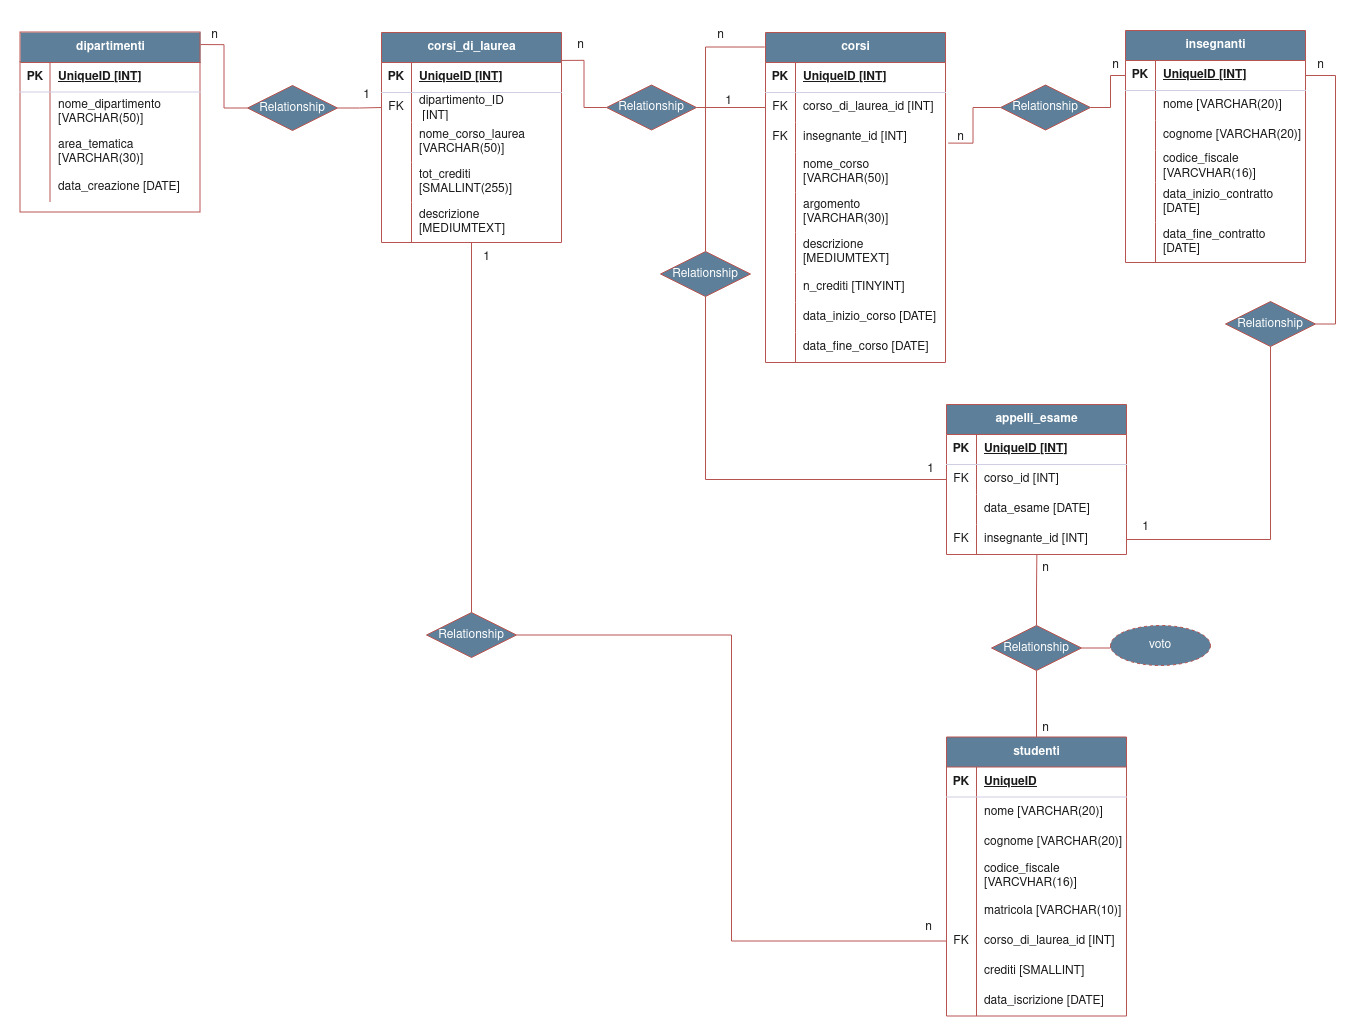 dipartimenti
PK UniqueID [INT]
nome_dipartimento
[VARCHAR(50)]
area_tematica
[VARCHAR(30)]
data_creazione [DATE]
n
Relationship
1
corsi_di_laurea
PK UniqueID [INT]
FK dipartimento_ID
[INT]
nome_corso_laurea
[VARCHAR(50)]
tot_crediti
[SMALLINT(255)]
descrizione
[MEDIUMTEXT]
n
1
Relationship
1
n
corsi
PK UniqueID [INT]
FK corso_di_laurea_id [INT]
FK insegnante_id [INT]
nome_corso
[VARCHAR(50)]
argomento
[VARCHAR(30)]
descrizione
[MEDIUMTEXT]
n_crediti [TINYINT]
data_inizio_corso [DATE]
data_fine_corso [DATE]
n
Relationship
n
insegnanti
PK UniqueID [INT]
nome [VARCHAR(20)]
cognome [VARCHAR(20)]
codice_fiscale
[VARCVHAR(16)]
data_inizio_contratto
[DATE]
data_fine_contratto
[DATE]
n
Relationship
Relationship
1
appelli_esame
PK UniqueID [INT]
FK corso_id [INT]
data_esame [DATE]
FK insegnante_id [INT]
1
n
Relationship
Relationship
voto
n
studenti
PK UniqueID
nome [VARCHAR(20)]
cognome [VARCHAR(20)]
codice_fiscale
[VARCVHAR(16)]
matricola [VARCHAR(10)]
n
FK corso_di_laurea_id [INT]
crediti [SMALLINT]
data_iscrizione [DATE]